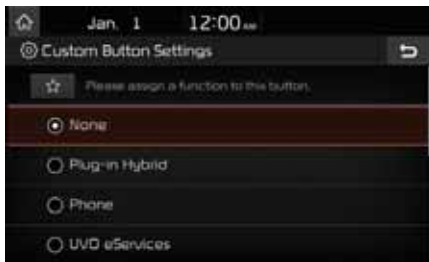 Jan. 1 12:00 AM
Custom Button Settings
Please assign a function to this button.
None
Plug-in Hybrid
Phone
UVO eServices